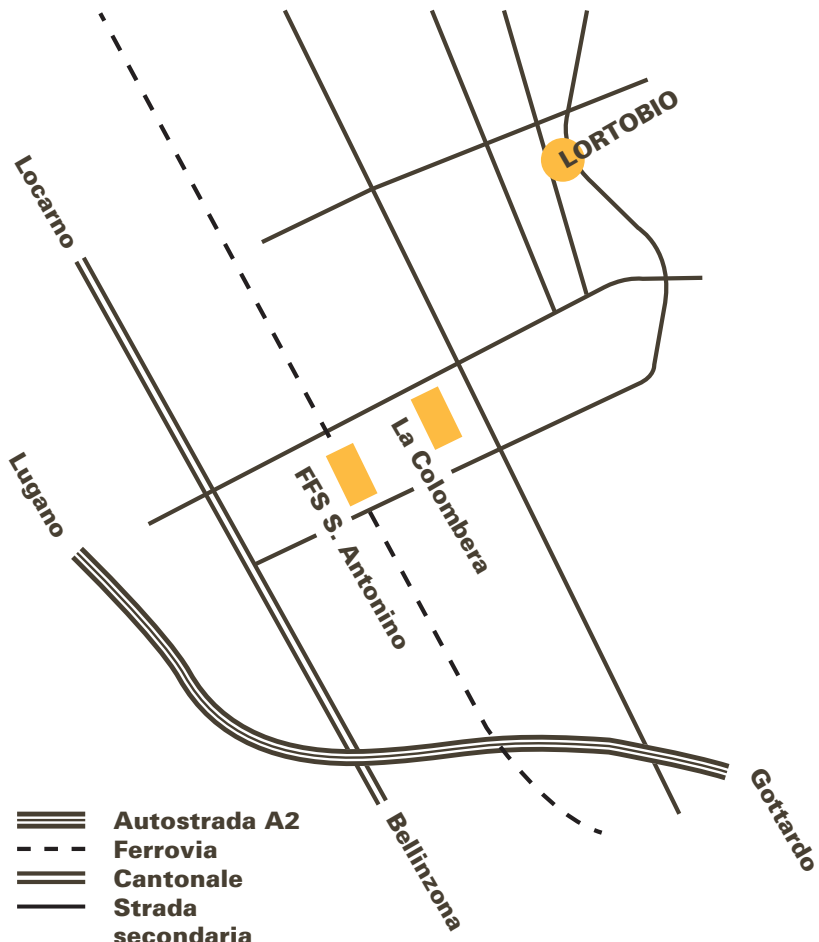 LORTOBIO
Locarno
La Colombera
Lugano
FFS S. Antonino
Gottardo
Bellinzona
Autostrada A2
Ferrovia
Cantonale
Strada
secondaria